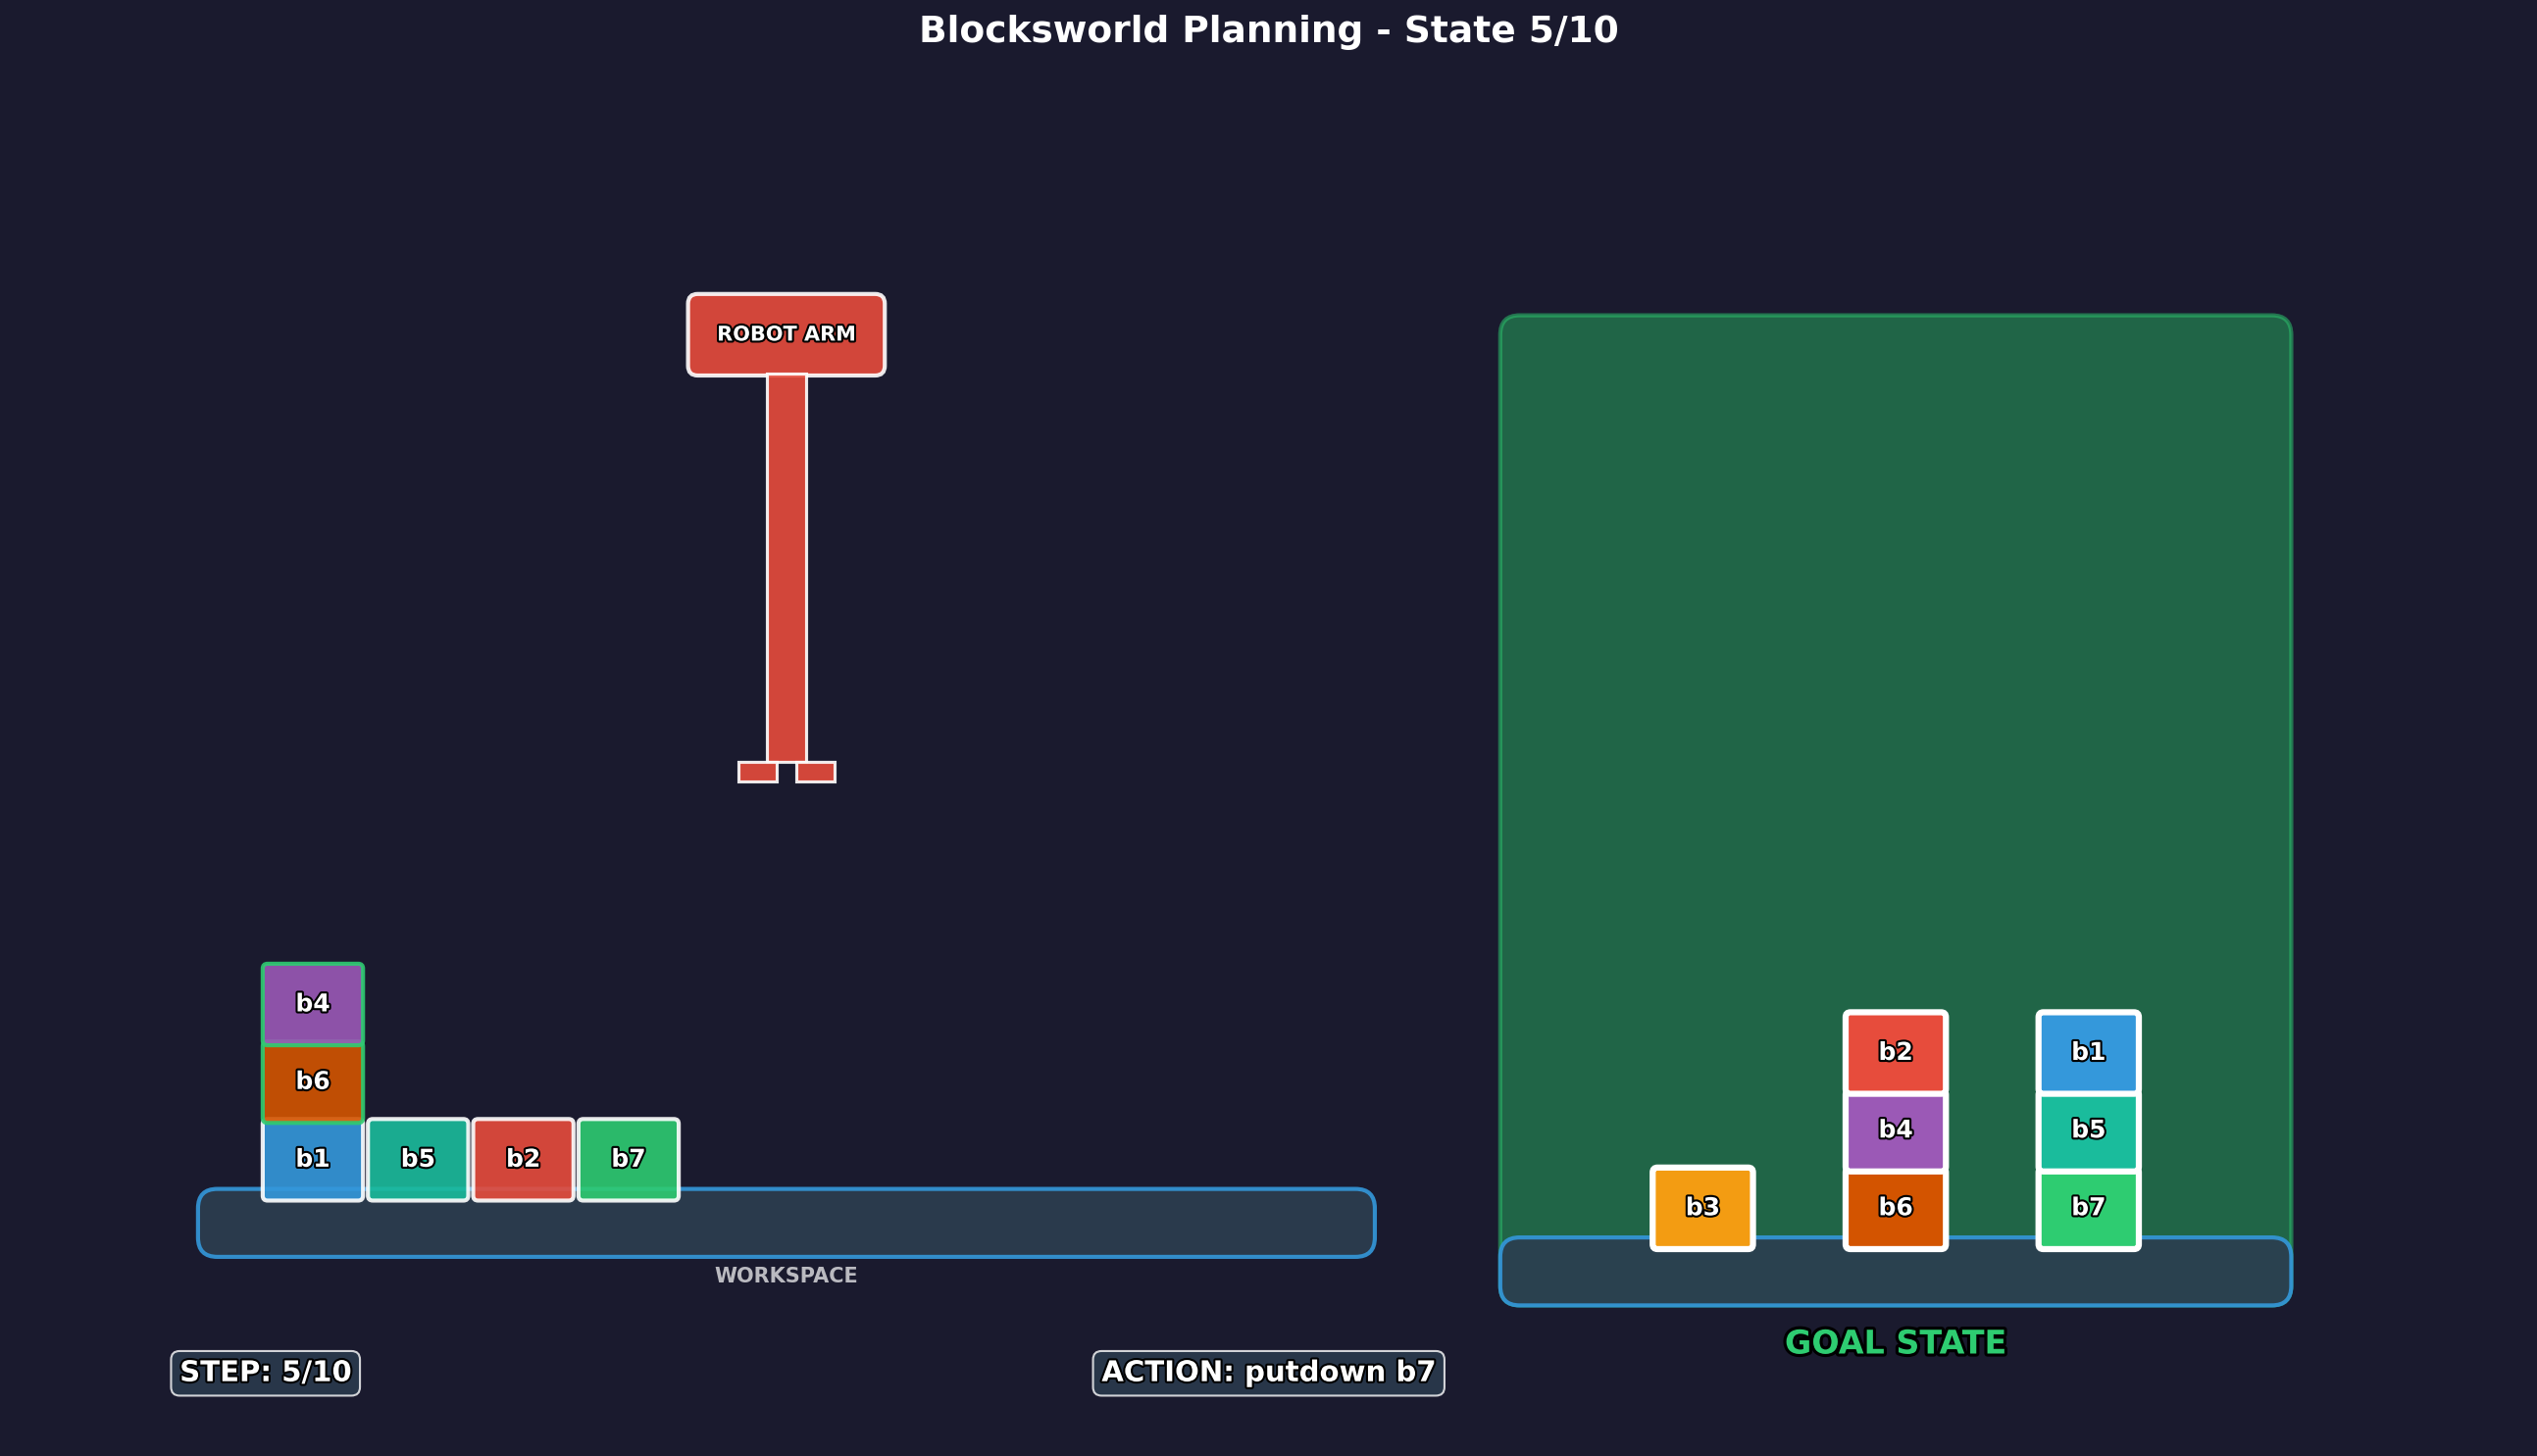 Blocksworld Planning - State 5/10
ROBOT ARM
b4
b6
b1 b5 b2 b7
WORKSPACE
b2 b1
b4 b5
b3 b6 b7
GOAL STATE
STEP: 5/10
ACTION: putdown b7